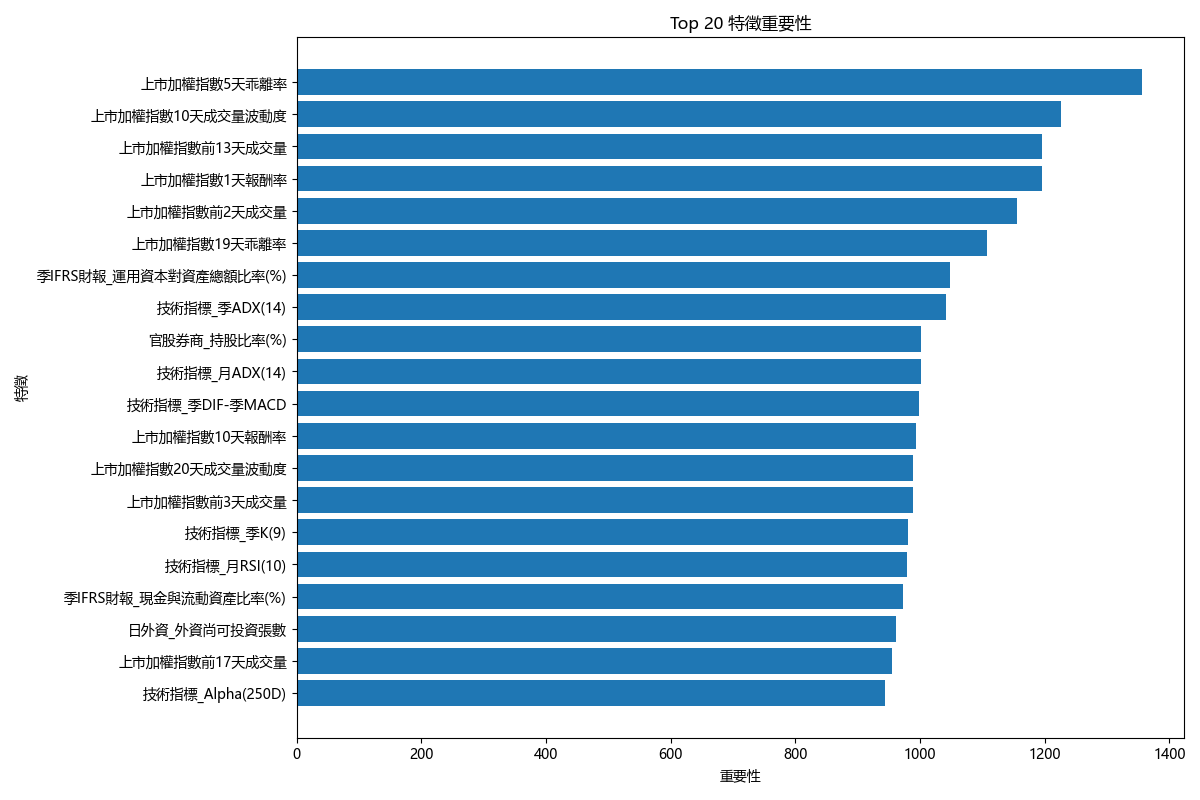 Top 20 特徵重要性
上市加權指數5天乖離率
上市加權指數10天成交量波動度
上市加權指數前13天成交量
上市加權指數1天報酬率
上市加權指數前2天成交量
上市加權指數19天乖離率
季IFRS財報_運用資本對資產總額比率(%)
技術指標_季ADX(14)
官股券商_持股比率(%)
技術指標_月ADX(14)
技術指標_季DIF-季MACD
上市加權指數10天報酬率
上市加權指數20天成交量波動度
上市加權指數前3天成交量
技術指標_季K(9)
技術指標_月RSI(10)
季IFRS財報_現金與流動資產比率(%)
日外資_外資尚可投資張數
上市加權指數前17天成交量
技術指標_Alpha(250D)
特徵
0 200 400 600 800 1000 1200 1400
重要性